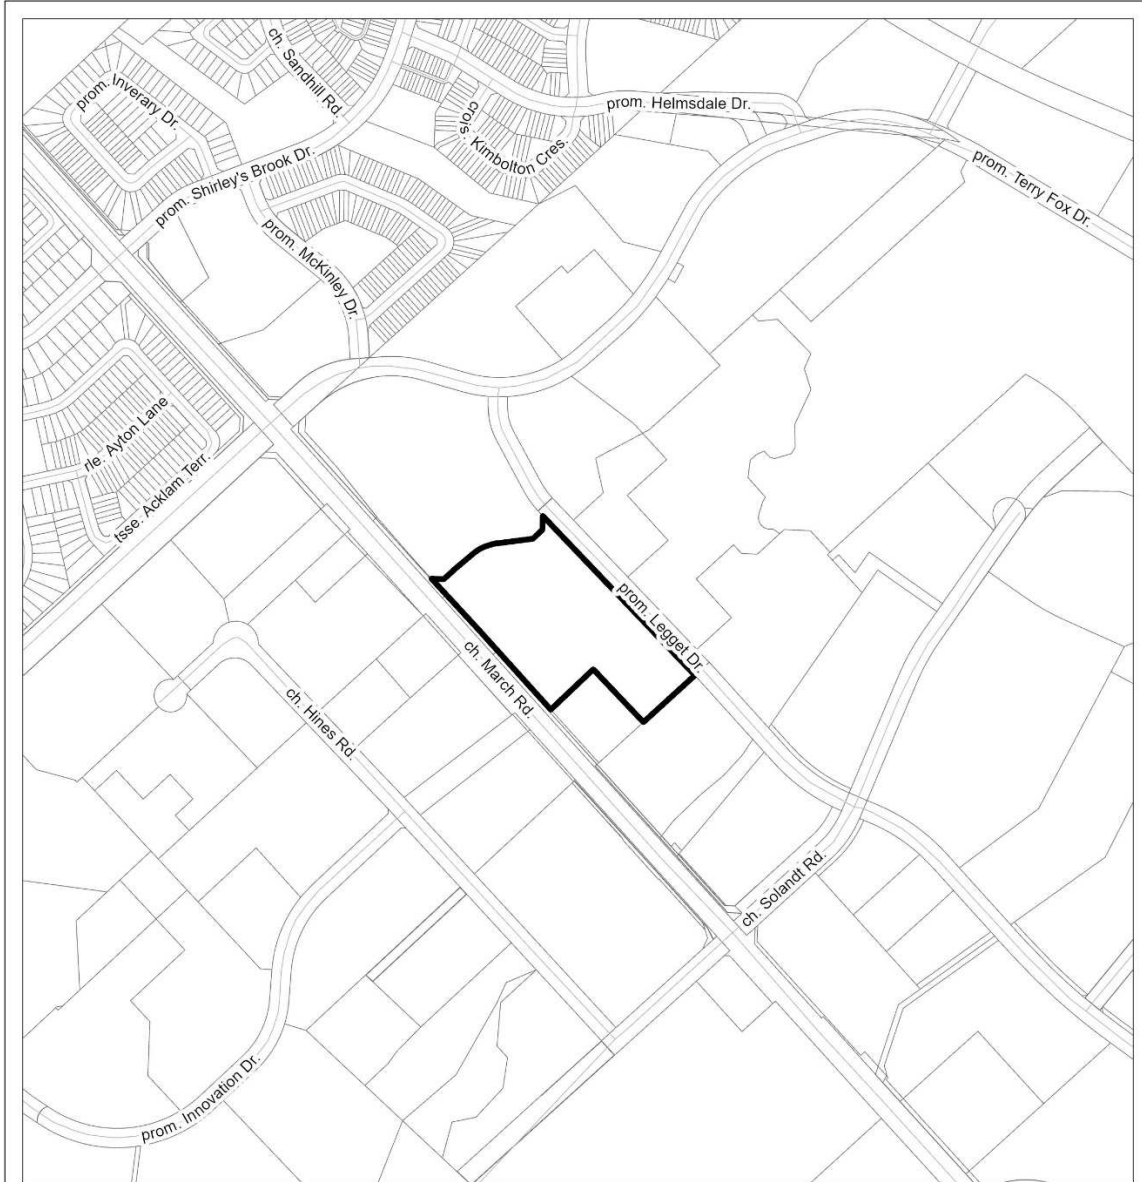 ch. Sandhill Rd.
prom. Inverary Dr.
prom. Helmsdale Dr.
crois. Kimbolton Cres.
prom. Shirley's Brook Dr.
prom. Terry Fox Dr.
prom. McKinley Dr.
rle. Ayton Lane
tsse. Acklam Terr.
prom. Legget Dr.
ch. March Rd.
ch. Hines Rd.
ch. Solandt Rd.
prom. Innovation Dr.